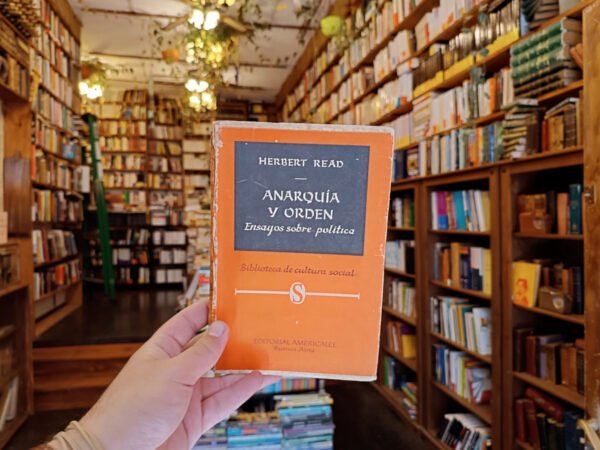 HERBERT READ
ANARQUÍA
Y ORDEN
Ensayos sobre política
Biblioteca de cultura social
S
EDITORIAL AMERICALEE
Buenos Aires